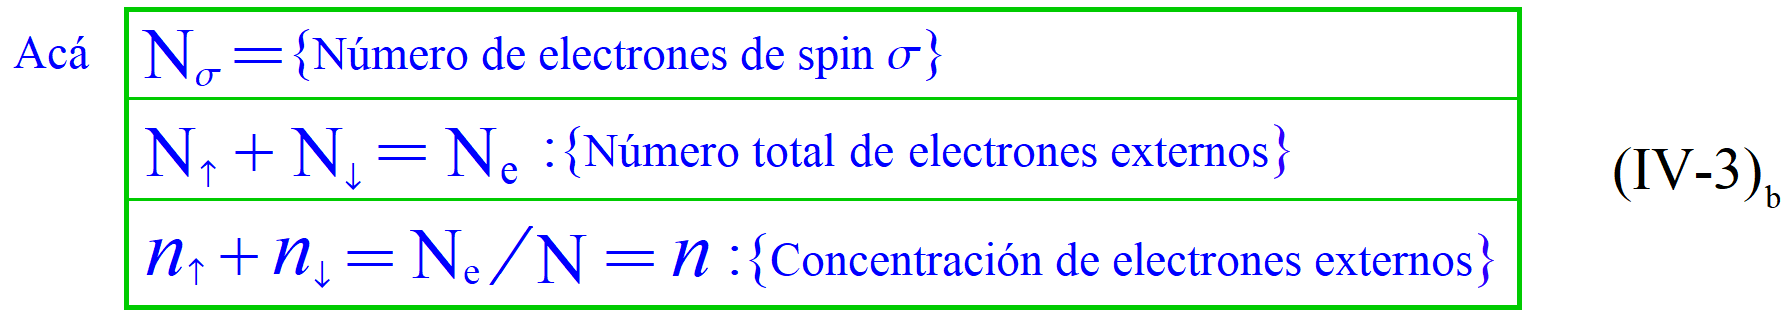 Acá N_σ = {Número de electrones de spin σ}
N_↑ + N_↓ = N_e :{Número total de electrones externos} (IV-3)_b
n_↑ + n_↓ = N_e / N = n :{Concentración de electrones externos}